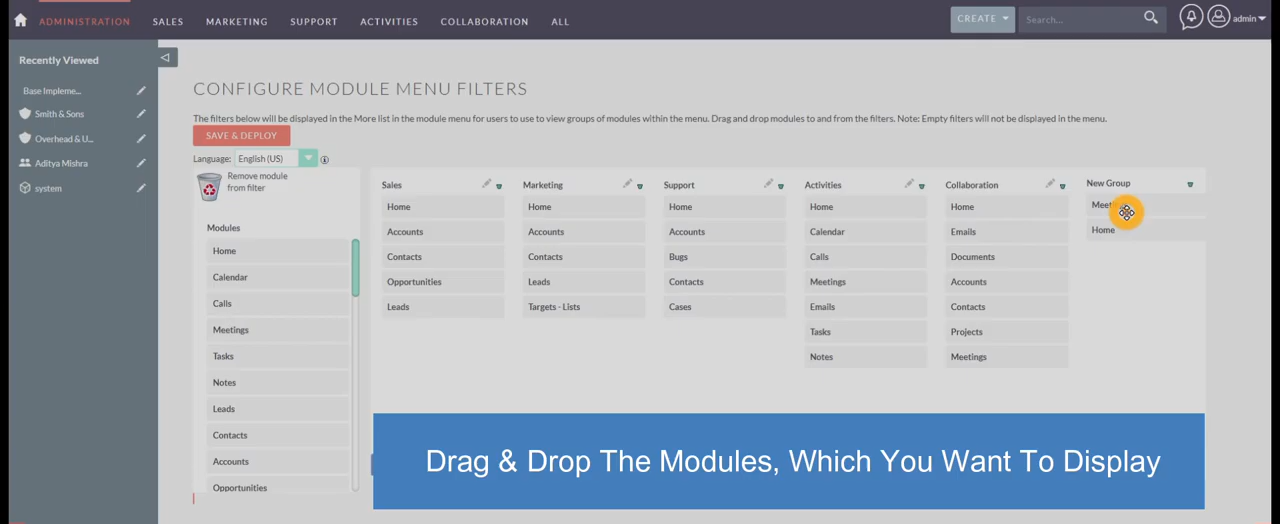 ADMINISTRATION SALES MARKETING SUPPORT ACTIVITIES COLLABORATION ALL CREATE Search... admin
Recently Viewed
Base Impleme...
Smith & Sons
Overhead & U...
Aditya Mishra
system
CONFIGURE MODULE MENU FILTERS
The filters below will be displayed in the More list in the module menu for users to use to view groups of modules within the menu. Drag and drop modules to and from the filters. Note: Empty filters will not be displayed in the menu.
SAVE & DEPLOY
Language: English (US)
Remove module
from filter
Modules
Home
Calendar
Calls
Meetings
Tasks
Notes
Leads
Contacts
Accounts
Opportunities
Sales
Home
Accounts
Contacts
Opportunities
Leads
Marketing
Home
Accounts
Contacts
Leads
Targets - Lists
Support
Home
Accounts
Bugs
Contacts
Cases
Activities
Home
Calendar
Calls
Meetings
Emails
Tasks
Notes
Collaboration
Home
Emails
Documents
Accounts
Contacts
Projects
Meetings
New Group
Home
Drag & Drop The Modules, Which You Want To Display